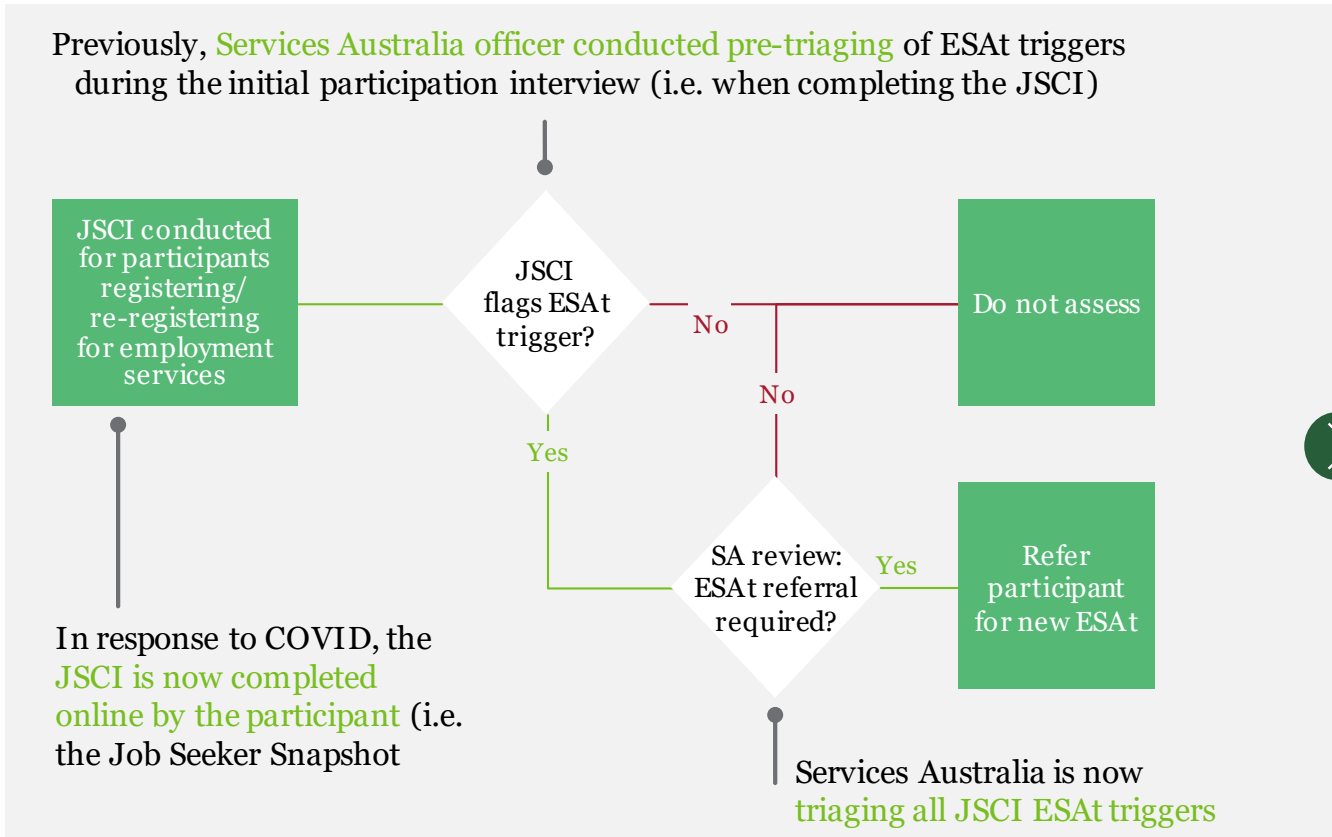 Previously, Services Australia officer conducted pre-triaging of ESAt triggers
during the initial participation interview (i.e. when completing the JSCI)
JSCI conducted
for participants
registering/
re-registering
for employment
services
JSCI
flags ESAt
trigger?
No
Do not assess
No
Yes
SA review:
ESAt referral
required?
Yes
Refer
participant
for new ESAt
In response to COVID, the
JSCI is now completed
online by the participant (i.e.
the Job Seeker Snapshot
Services Australia is now
triaging all JSCI ESAt triggers